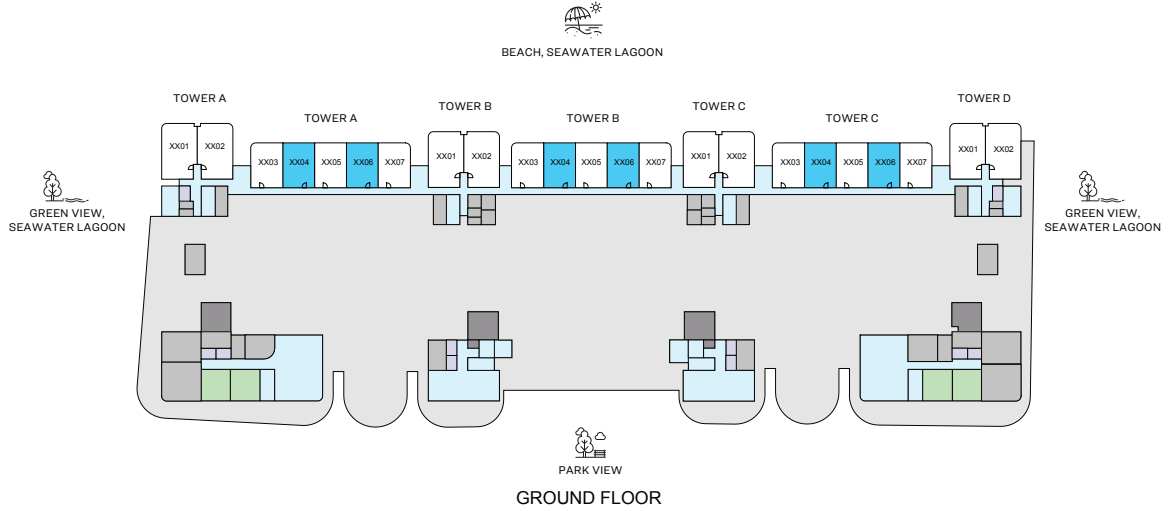 BEACH, SEAWATER LAGOON
TOWER A
TOWER A
TOWER B
TOWER B
TOWER C
TOWER C
TOWER D
XX01 XX02
XX03 XX04 XX05 XX06 XX07
XX01 XX02
XX03 XX04 XX05 XX06 XX07
XX01 XX02
XX03 XX04 XX05 XX06 XX07
XX01 XX02
GREEN VIEW,
SEAWATER LAGOON
GREEN VIEW,
SEAWATER LAGOON
PARK VIEW
GROUND FLOOR